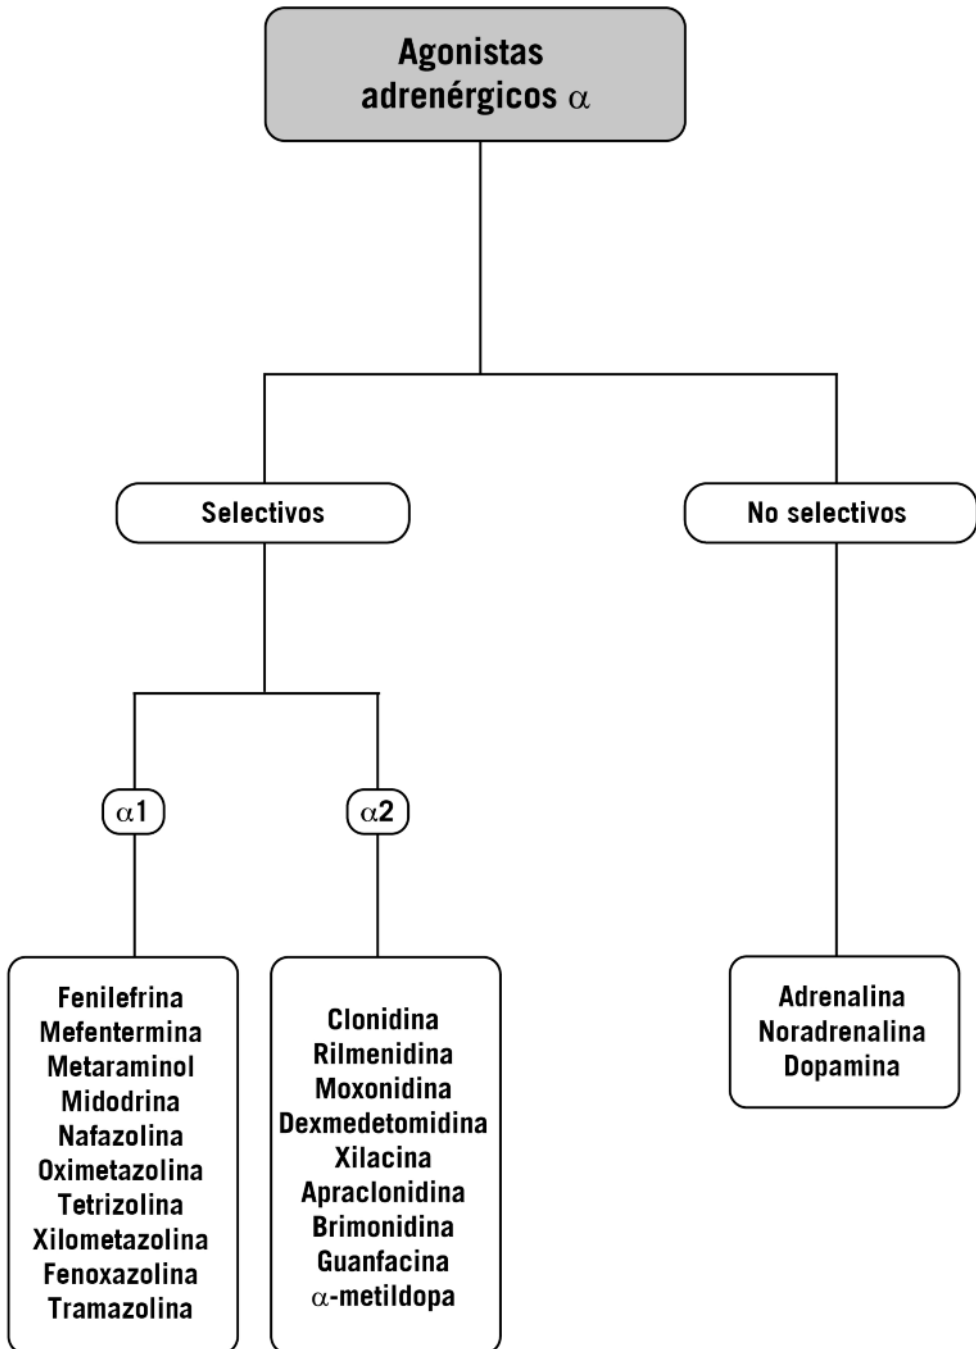 Agonistas
adrenérgicos α
Selectivos
No selectivos
α1
α2
Fenilefrina
Mefentermina
Metaraminol
Midodrina
Nafazolina
Oximetazolina
Tetrizolina
Xilometazolina
Fenoxazolina
Tramazolina
Clonidina
Rilmenidina
Moxonidina
Dexmedetomidina
Xilacina
Apraclonidina
Brimonidina
Guanfacina
α-metildopa
Adrenalina
Noradrenalina
Dopamina